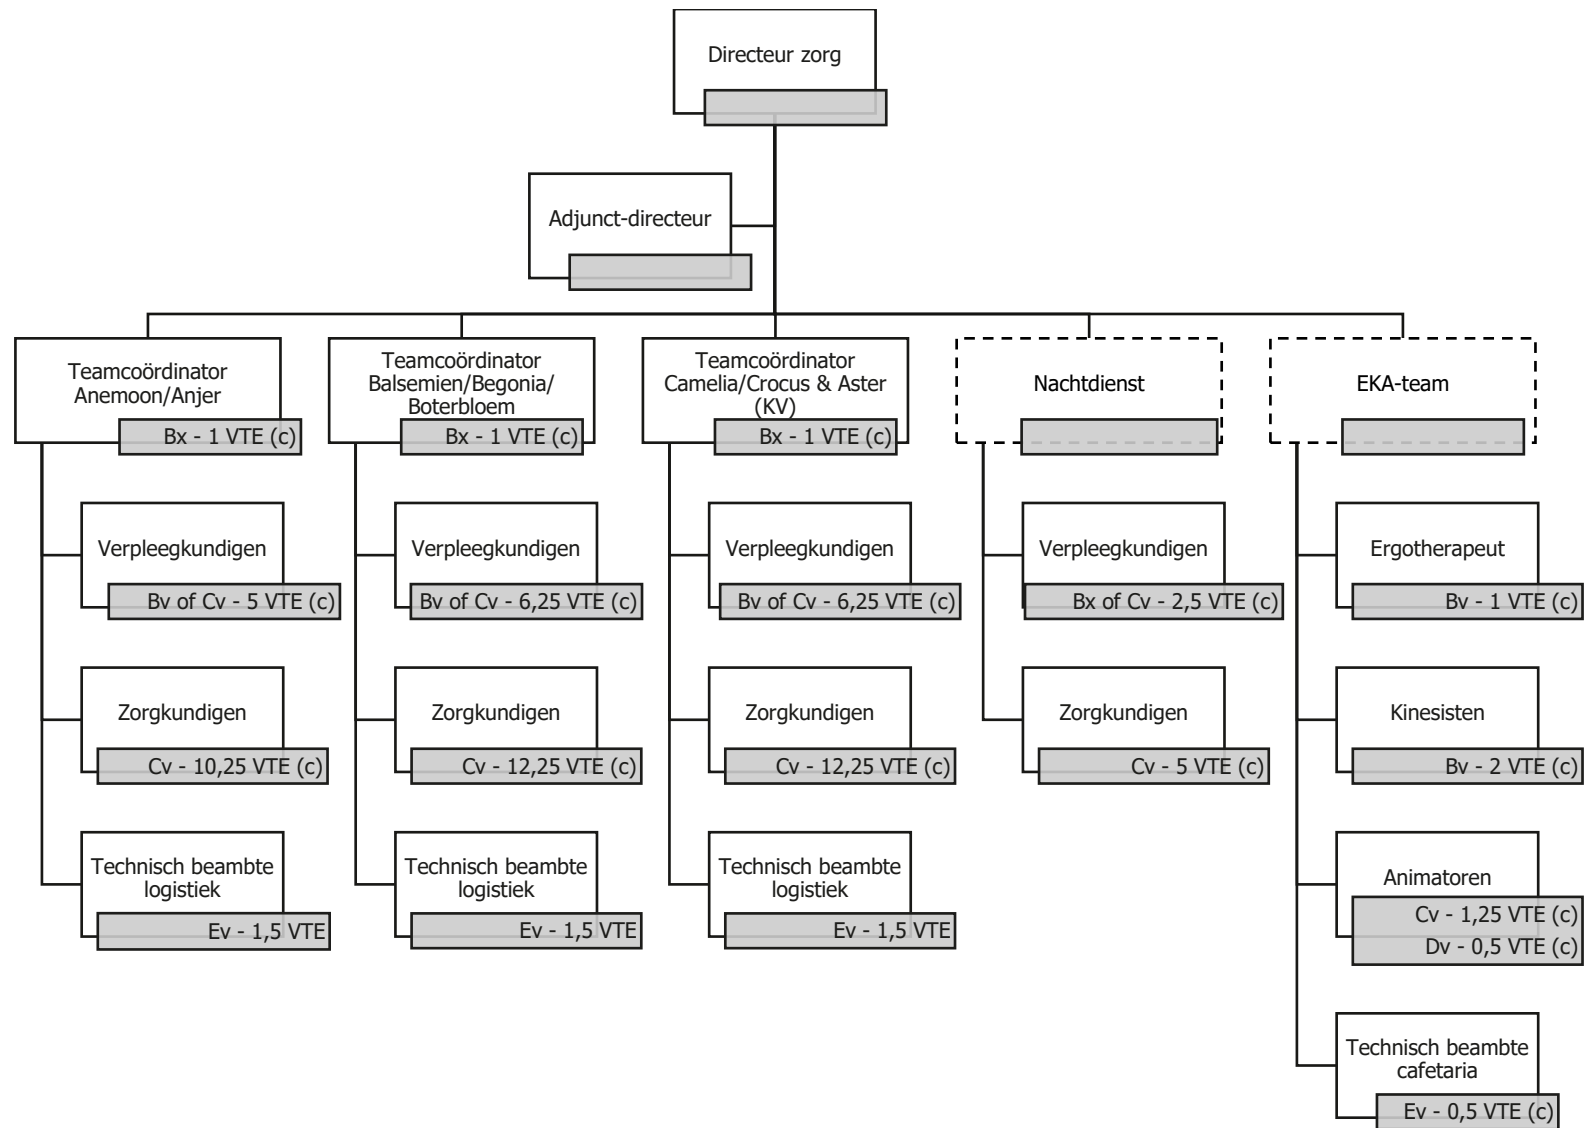 Directeur zorg
Adjunct-directeur
Teamcoördinator
Anemoon/Anjer
Bx - 1 VTE (c)
Verpleegkundigen
Bv of Cv - 5 VTE (c)
Zorgkundigen
Cv - 10,25 VTE (c)
Technisch beambte
logistiek
Ev - 1,5 VTE
Teamcoördinator
Balsemien/Begonia/
Boterbloem
Bx - 1 VTE (c)
Verpleegkundigen
Bv of Cv - 6,25 VTE (c)
Zorgkundigen
Cv - 12,25 VTE (c)
Technisch beambte
logistiek
Ev - 1,5 VTE
Teamcoördinator
Camelia/Crocus & Aster
(KV)
Bx - 1 VTE (c)
Verpleegkundigen
Bv of Cv - 6,25 VTE (c)
Zorgkundigen
Cv - 12,25 VTE (c)
Technisch beambte
logistiek
Ev - 1,5 VTE
Nachtdienst
Verpleegkundigen
Bx of Cv - 2,5 VTE (c)
Zorgkundigen
Cv - 5 VTE (c)
EKA-team
Ergotherapeut
Bv - 1 VTE (c)
Kinesisten
Bv - 2 VTE (c)
Animatoren
Cv - 1,25 VTE (c)
Dv - 0,5 VTE (c)
Technisch beambte
cafetaria
Ev - 0,5 VTE (c)